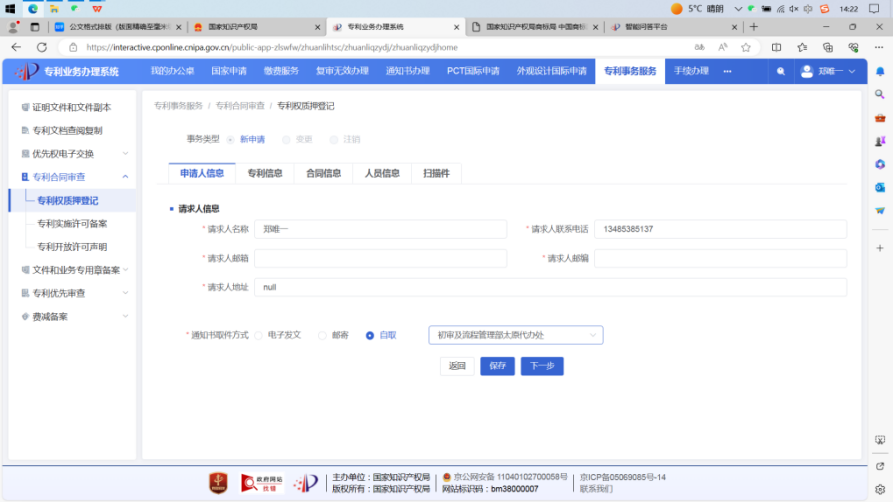 5°C 晴朗
14:22
公文格式排版（版面精确至毫米
国家知识产权局
专利业务办理系统
国家知识产权局商标局 中国商标
智能问答平台
https://interactive.cponline.cnipa.gov.cn/public-app-zlswfw/zhuanlihtsc/zhuanliqzydj/zhuanliqzydjhome
专利业务办理系统
我的办公桌
国家申请
缴费服务
复审无效办理
通知书办理
PCT国际申请
外观设计国际申请
专利事务服务
手续办理
郑唯一
证明文件和文件副本
专利文档查阅复制
优先权电子交换
专利合同审查
专利权质押登记
专利实施许可备案
专利开放许可声明
文件和业务专用章备案
专利优先审查
费减备案
专利事务服务 / 专利合同审查 / 专利权质押登记
事务类型 新申请 变更 注销
申请人信息 专利信息 合同信息 人员信息 扫描件
请求人信息
* 请求人名称 郑唯一 * 请求人联系电话 13485385137
* 请求人邮箱 * 请求人邮编
* 请求人地址 null
* 通知书取件方式 电子发文 邮寄 自取 初审及流程管理部太原代办处
返回 保存 下一步
政府网站
找错
主办单位：国家知识产权局
版权所有：国家知识产权局
京公网安备 11040102700058号
网站标识码：bm38000007
京ICP备05069085号-14
联系我们